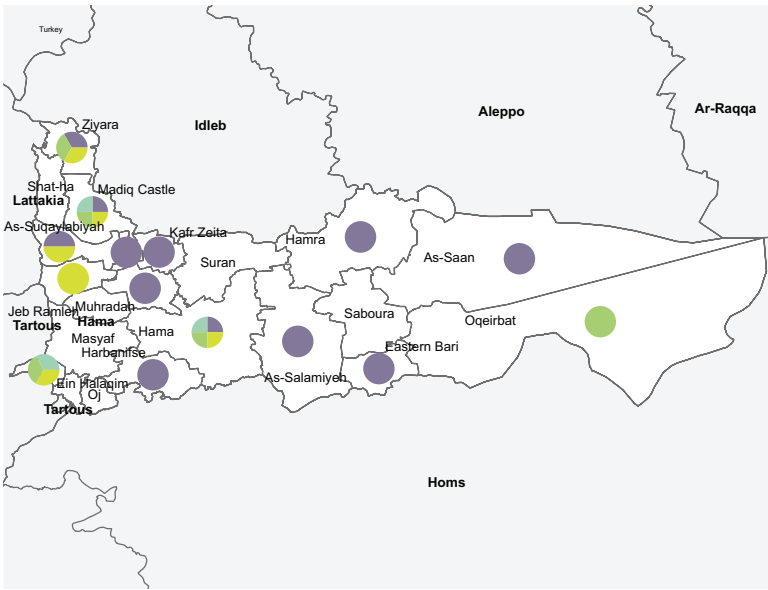 Turkey
Aleppo
Ar-Raqqa
Idleb
Ziyara
Shat-ha
Madiq Castle
Lattakia
As-Suqaylabiyah
Kafr Zeita
Hamra
As-Saan
Suran
Muhradah
Jeb Ramleh
Tartous
Hama
Saboura
Oqeirbat
Masyaf
Hama
Harbanifse
Eastern Bari
As-Salamiyeh
Ein Halaqim
Oj
Tartous
Homs